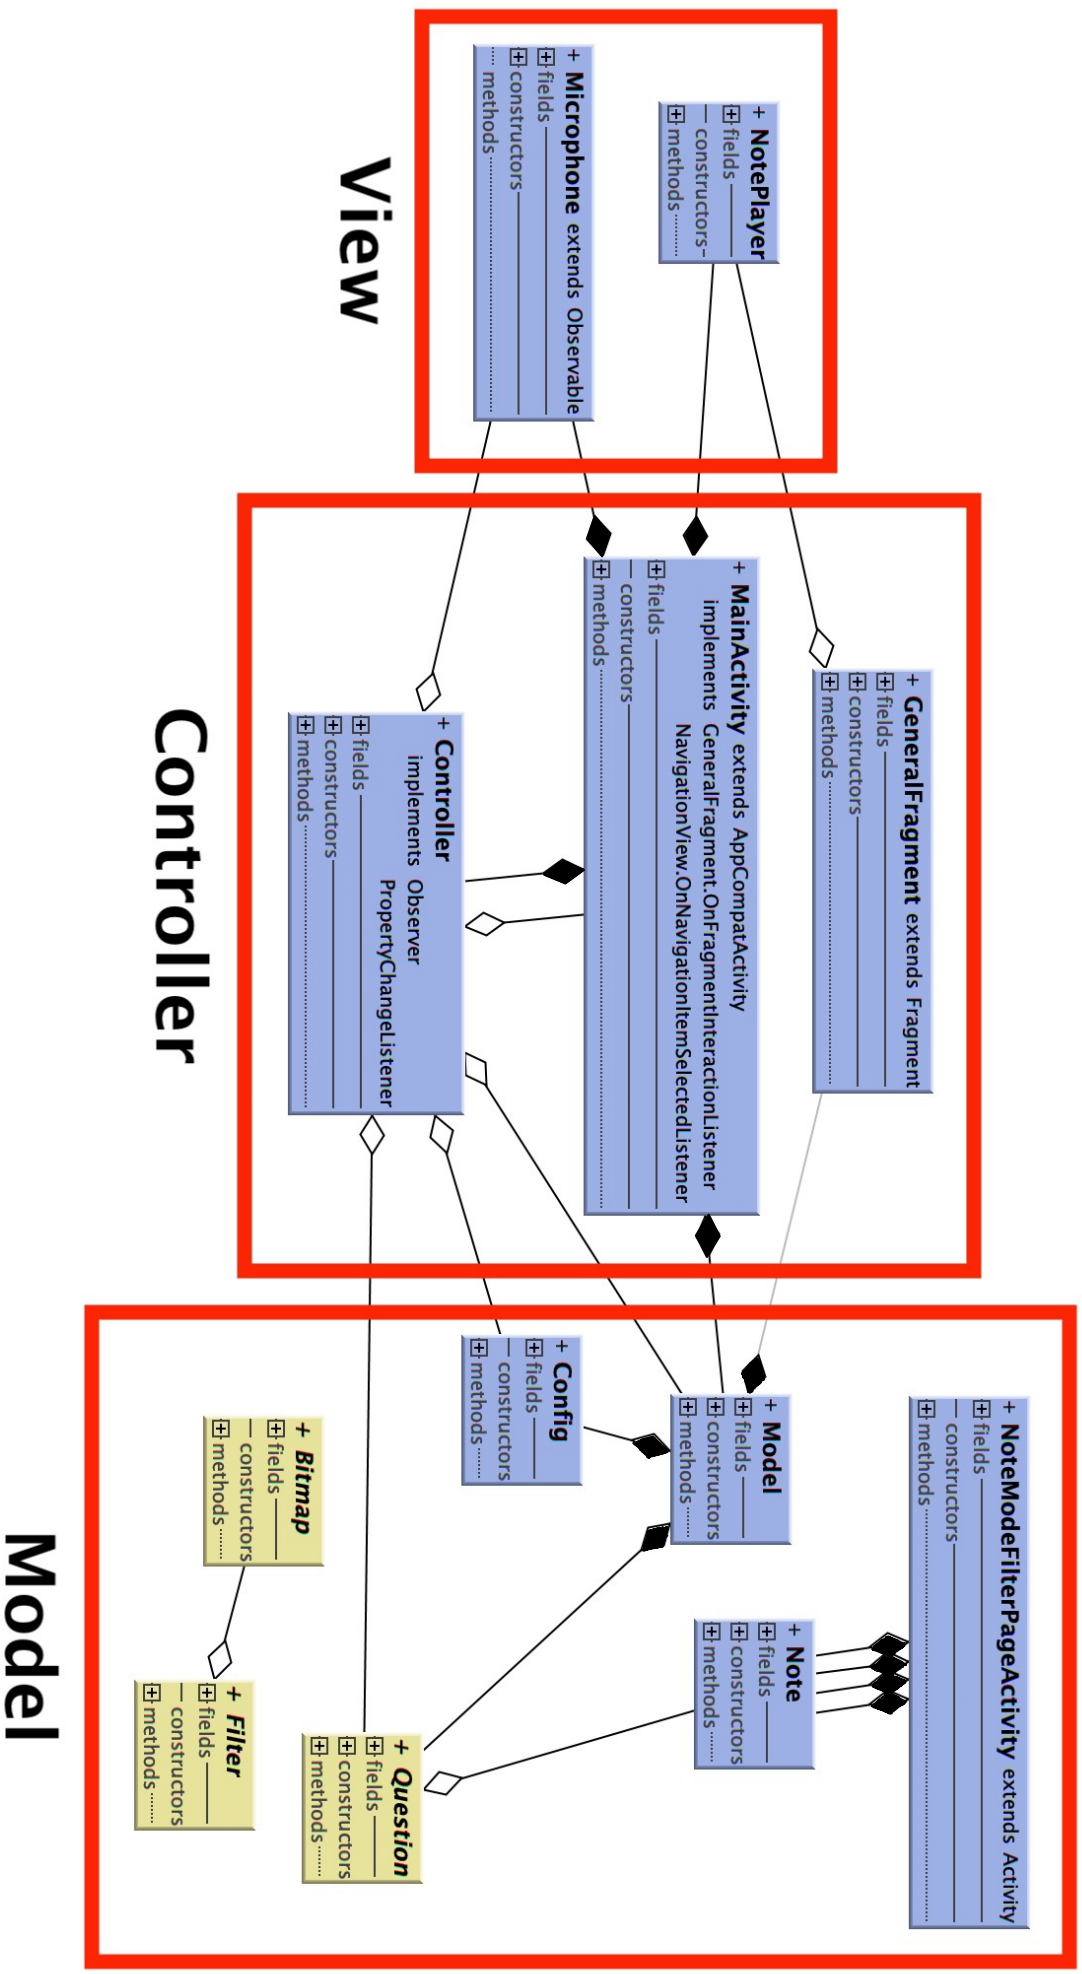 View
+ NotePlayer
fields
constructors
methods
+ Microphone extends Observable
fields
constructors
methods
Controller
+ GeneralFragment extends Fragment
fields
constructors
methods
+ MainActivity extends AppCompatActivity
implements GeneralFragment.OnFragmentInteractionListener
NavigationView.OnNavigationItemSelectedListener
fields
constructors
methods
+ Controller
implements Observer
PropertyChangeListener
fields
constructors
methods
Model
+ NoteModeFilterPageActivity extends Activity
fields
constructors
methods
+ Model
fields
constructors
methods
+ Note
fields
constructors
methods
+ Config
fields
constructors
methods
+ Question
fields
constructors
methods
+ Bitmap
fields
constructors
methods
+ Filter
fields
constructors
methods